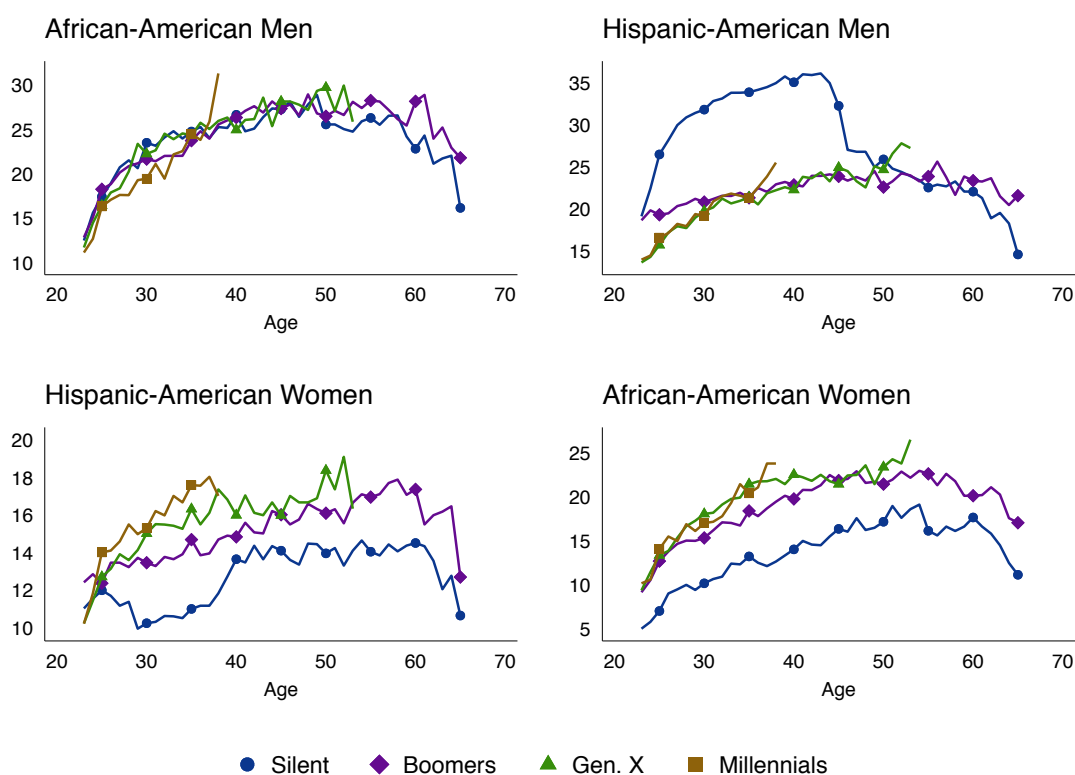 African-American Men
30
25
20
15
10
20 30 40 50 60 70
Age
Hispanic-American Men
35
30
25
20
15
20 30 40 50 60 70
Age
Hispanic-American Women
20
18
16
14
12
10
20 30 40 50 60 70
Age
African-American Women
25
20
15
10
5
20 30 40 50 60 70
Age
Silent Boomers Gen. X Millennials